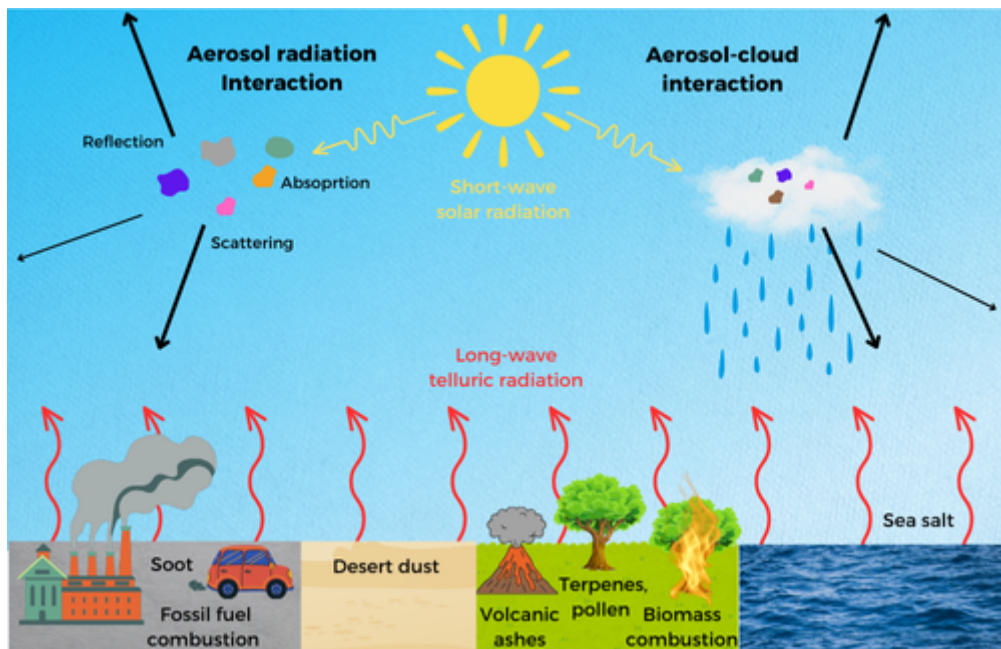 Aerosol radiation
Interaction
Aerosol-cloud
interaction
Reflection
Absoprtion
Scattering
Short-wave
solar radiation
Long-wave
telluric radiation
Sea salt
Soot
Fossil fuel
combustion
Desert dust
Volcanic
ashes
Terpenes,
pollen
Biomass
combustion